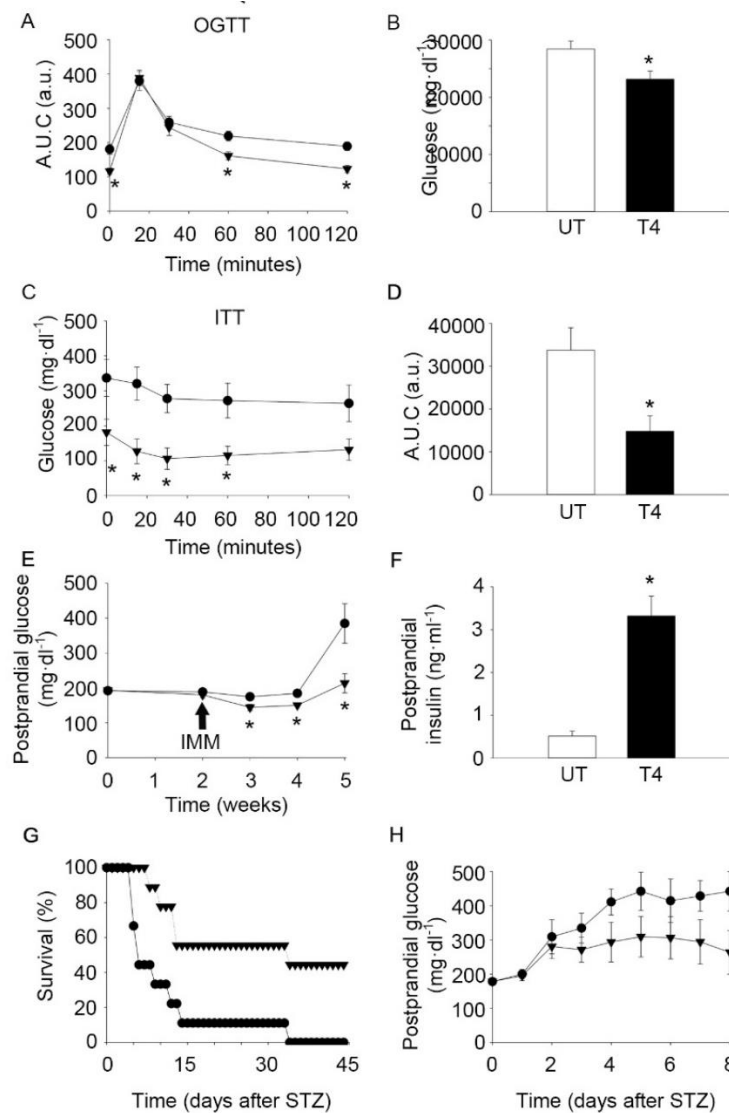 A
OGTT
A.U.C (a.u.)
500
400
300
200
100
0
*
*
*
0 20 40 60 80 100 120
Time (minutes)
B
Glucose (mg·dl-1)
30000
20000
10000
0
*
UT T4
C
ITT
Glucose (mg·dl-1)
500
400
300
200
100
0
* * * *
0 20 40 60 80 100 120
Time (minutes)
D
A.U.C (a.u.)
40000
30000
20000
10000
0
*
UT T4
E
Postprandial glucose
(mg·dl-1)
500
400
300
200
100
0
IMM
* * *
0 1 2 3 4 5
Time (weeks)
F
Postprandial
insulin (ng·ml-1)
4
3
2
1
0
*
UT T4
G
Survival (%)
100
80
60
40
20
0
0 15 30 45
Time (days after STZ)
H
Postprandial glucose
(mg·dl-1)
500
400
300
200
100
0
0 2 4 6 8
Time (days after STZ)